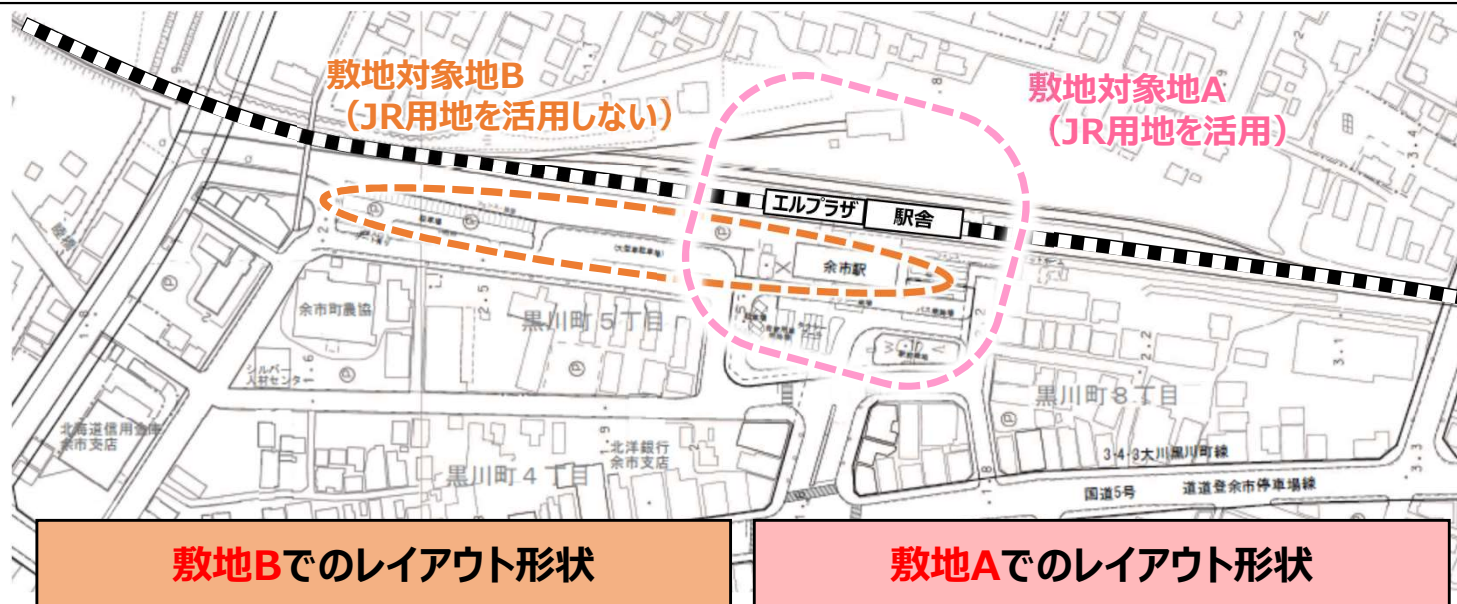 敷地対象地B
（JR用地を活用しない）
敷地対象地A
（JR用地を活用）
エルプラザ
駅舎
余市駅
(大型車駐車場)
余市町農協
黒川町5丁目
シルバー
人材センター
北海道信用金庫
余市支店
北洋銀行
余市支店
黒川町4丁目
黒川町8丁目
3・4・3大川黒川町線
国道5号
道道登余市停車場線
敷地Bでのレイアウト形状
敷地Aでのレイアウト形状